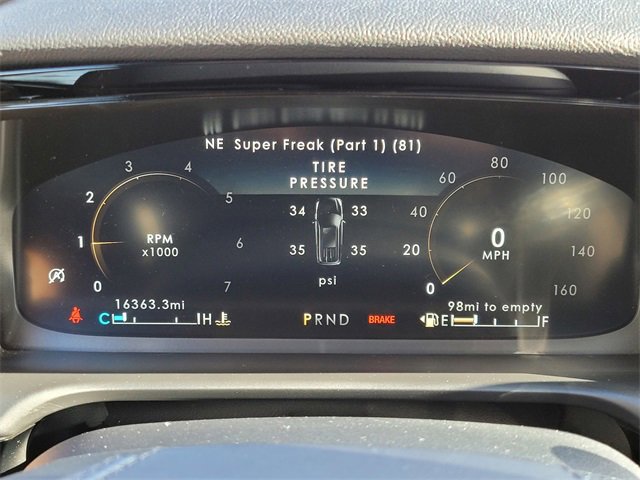 NE Super Freak (Part 1) (81)
TIRE
PRESSURE
34 33
35 35
psi
0 1 2 3 4 5 6 7
RPM
x1000
0 20 40 60 80 100 120 140 160
0
MPH
16363.3mi
98mi to empty
C H
PRND
BRAKE
E F